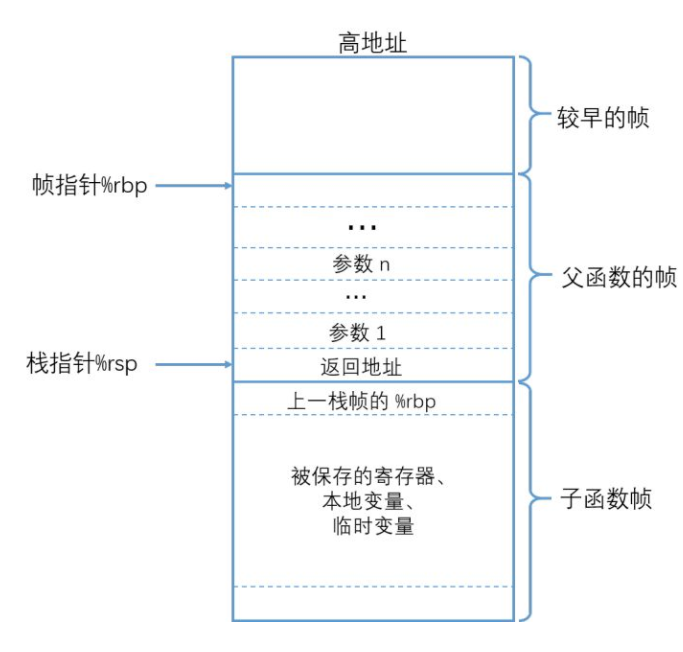 高地址
较早的帧
帧指针%rbp
...
参数 n
父函数的帧
...
参数 1
栈指针%rsp
返回地址
上一栈帧的 %rbp
被保存的寄存器、
本地变量、
临时变量
子函数帧